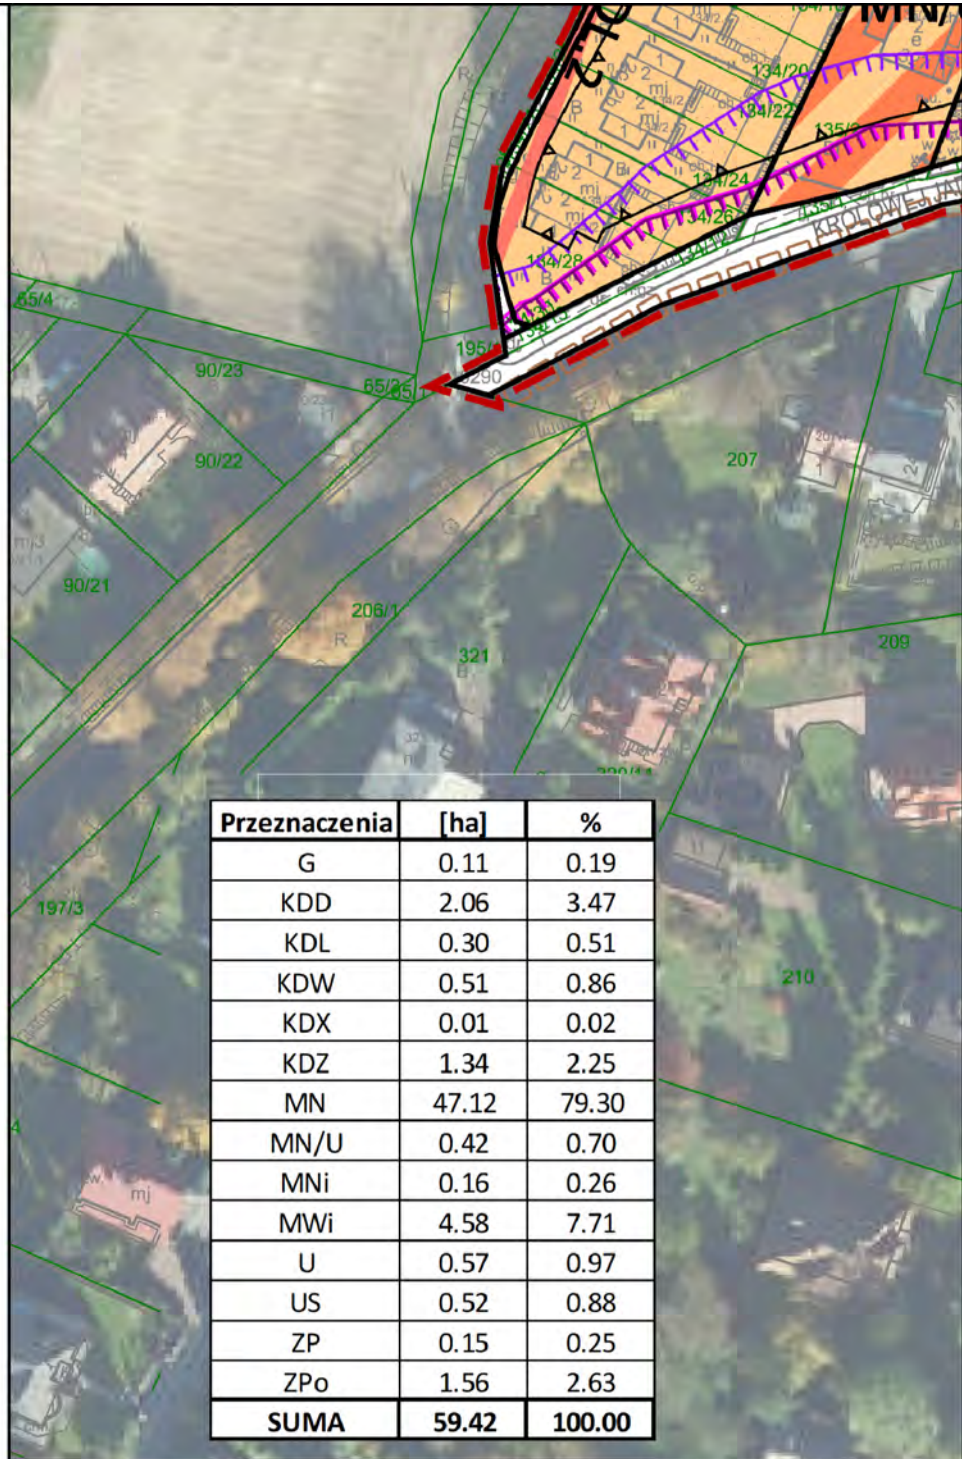 MN/
134/20
134/22
134/24
134/26
134/28
KRÓLOWEJ JA
65/4
195/
90/23
65/2
90/22
207
90/21
206/1
321
209
197/3
210
mj
Przeznaczenia [ha] %
G 0.11 0.19
KDD 2.06 3.47
KDL 0.30 0.51
KDW 0.51 0.86
KDX 0.01 0.02
KDZ 1.34 2.25
MN 47.12 79.30
MN/U 0.42 0.70
MNi 0.16 0.26
MWi 4.58 7.71
U 0.57 0.97
US 0.52 0.88
ZP 0.15 0.25
ZPo 1.56 2.63
SUMA 59.42 100.00